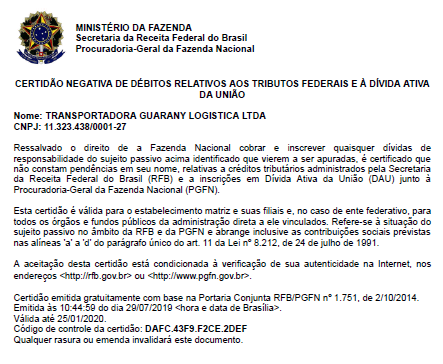 MINISTÉRIO DA FAZENDA
Secretaria da Receita Federal do Brasil
Procuradoria-Geral da Fazenda Nacional
CERTIDÃO NEGATIVA DE DÉBITOS RELATIVOS AOS TRIBUTOS FEDERAIS E À DÍVIDA ATIVA
DA UNIÃO
Nome: TRANSPORTADORA GUARANY LOGISTICA LTDA
CNPJ: 11.323.438/0001-27
Ressalvado o direito de a Fazenda Nacional cobrar e inscrever quaisquer dívidas de
responsabilidade do sujeito passivo acima identificado que vierem a ser apuradas, é certificado que
não constam pendências em seu nome, relativas a créditos tributários administrados pela Secretaria
da Receita Federal do Brasil (RFB) e a inscrições em Dívida Ativa da União (DAU) junto à
Procuradoria-Geral da Fazenda Nacional (PGFN).
Esta certidão é válida para o estabelecimento matriz e suas filiais e, no caso de ente federativo, para
todos os órgãos e fundos públicos da administração direta a ele vinculados. Refere-se à situação do
sujeito passivo no âmbito da RFB e da PGFN e abrange inclusive as contribuições sociais previstas
nas alíneas 'a' a 'd' do parágrafo único do art. 11 da Lei nº 8.212, de 24 de julho de 1991.
A aceitação desta certidão está condicionada à verificação de sua autenticidade na Internet, nos
endereços <http://rfb.gov.br> ou <http://www.pgfn.gov.br>.
Certidão emitida gratuitamente com base na Portaria Conjunta RFB/PGFN nº 1.751, de 2/10/2014.
Emitida às 10:44:59 do dia 29/07/2019 <hora e data de Brasília>.
Válida até 25/01/2020.
Código de controle da certidão: DAFC.43F9.F2CE.2DEF
Qualquer rasura ou emenda invalidará este documento.